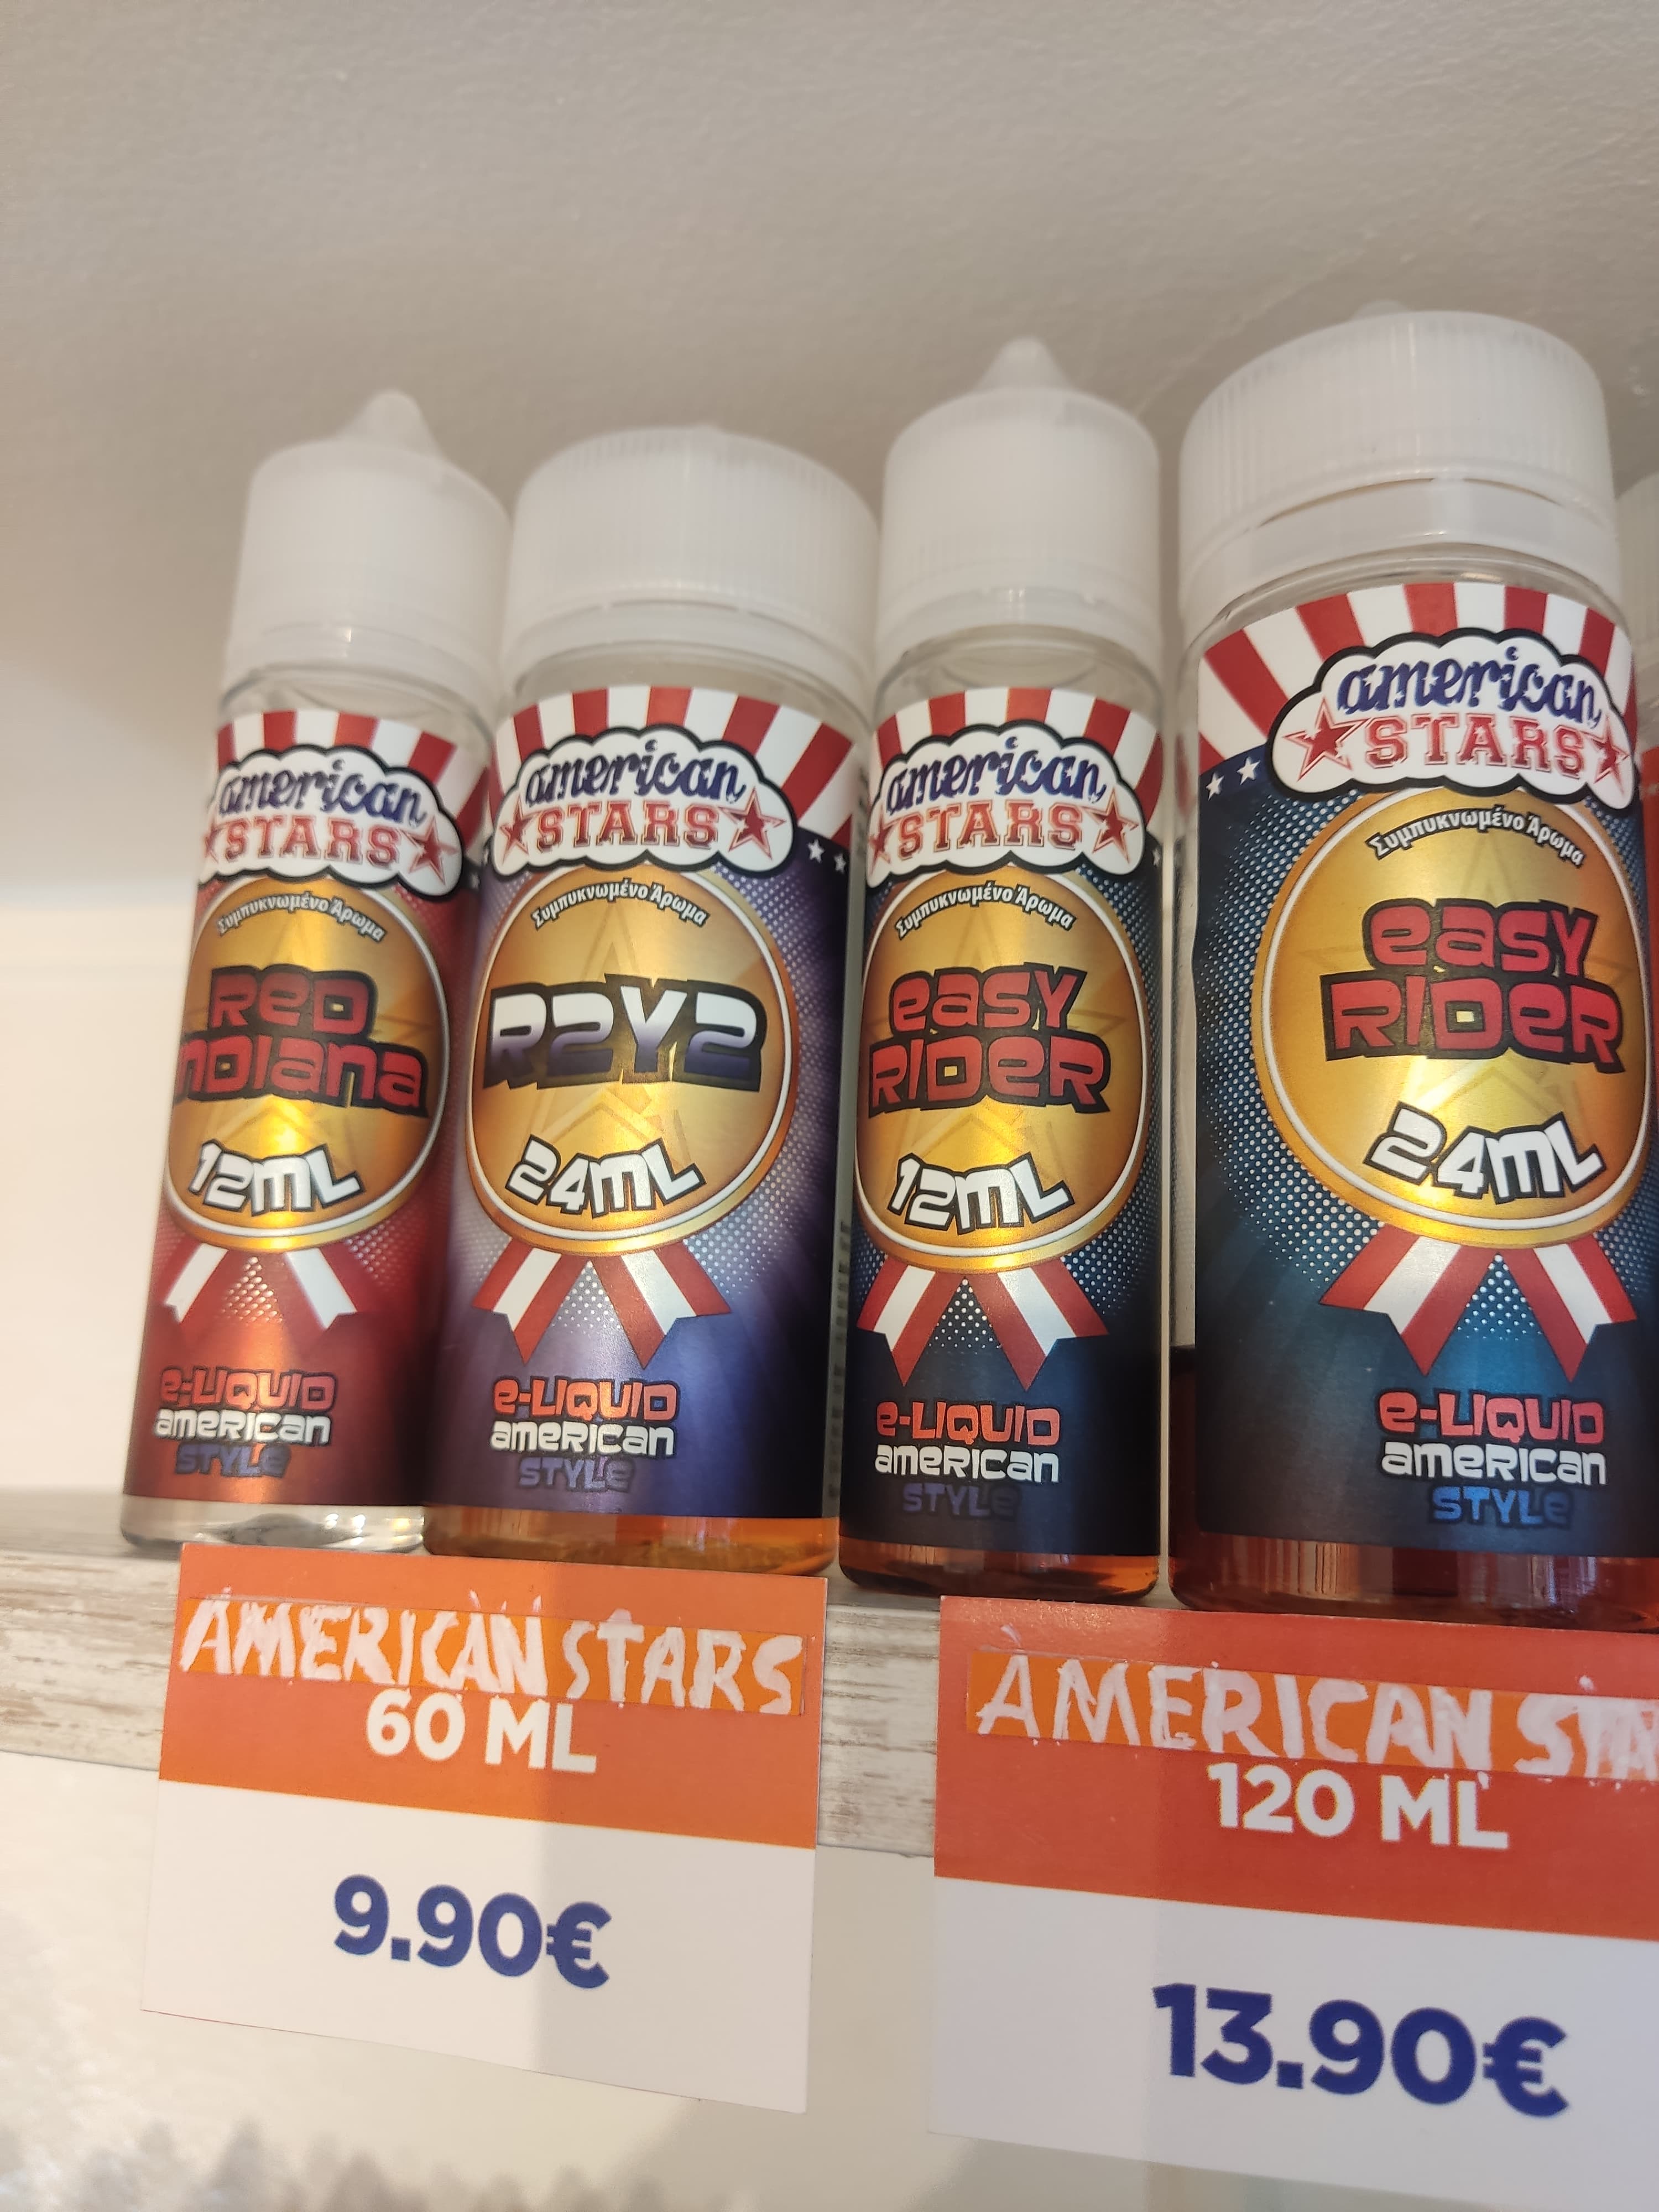 american
STARS
Συμπυκνωμένο Άρωμα
RED
INDIANA
12ML
e-LIQUID
american
STYLE
american
STARS
Συμπυκνωμένο Άρωμα
R2Y2
24ML
e-LIQUID
american
STYLE
american
STARS
Συμπυκνωμένο Άρωμα
easy
RIDER
12ML
e-LIQUID
american
STYLE
american
STARS
Συμπυκνωμένο Άρωμα
easy
RIDER
24ML
e-LIQUID
american
STYLE
AMERICAN STARS
60 ML
9.90€
AMERICAN STA
120 ML
13.90€